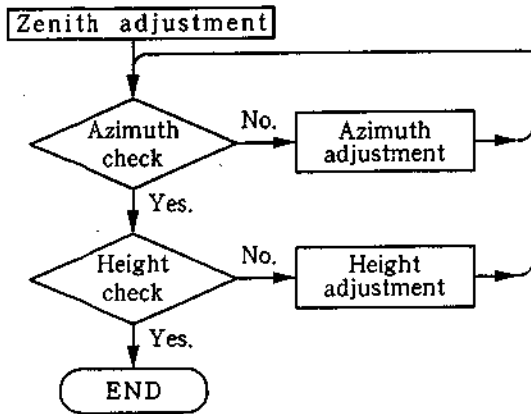 Zenith adjustment
Azimuth
check
No.
Azimuth
adjustment
Yes.
Height
check
No.
Height
adjustment
Yes.
END